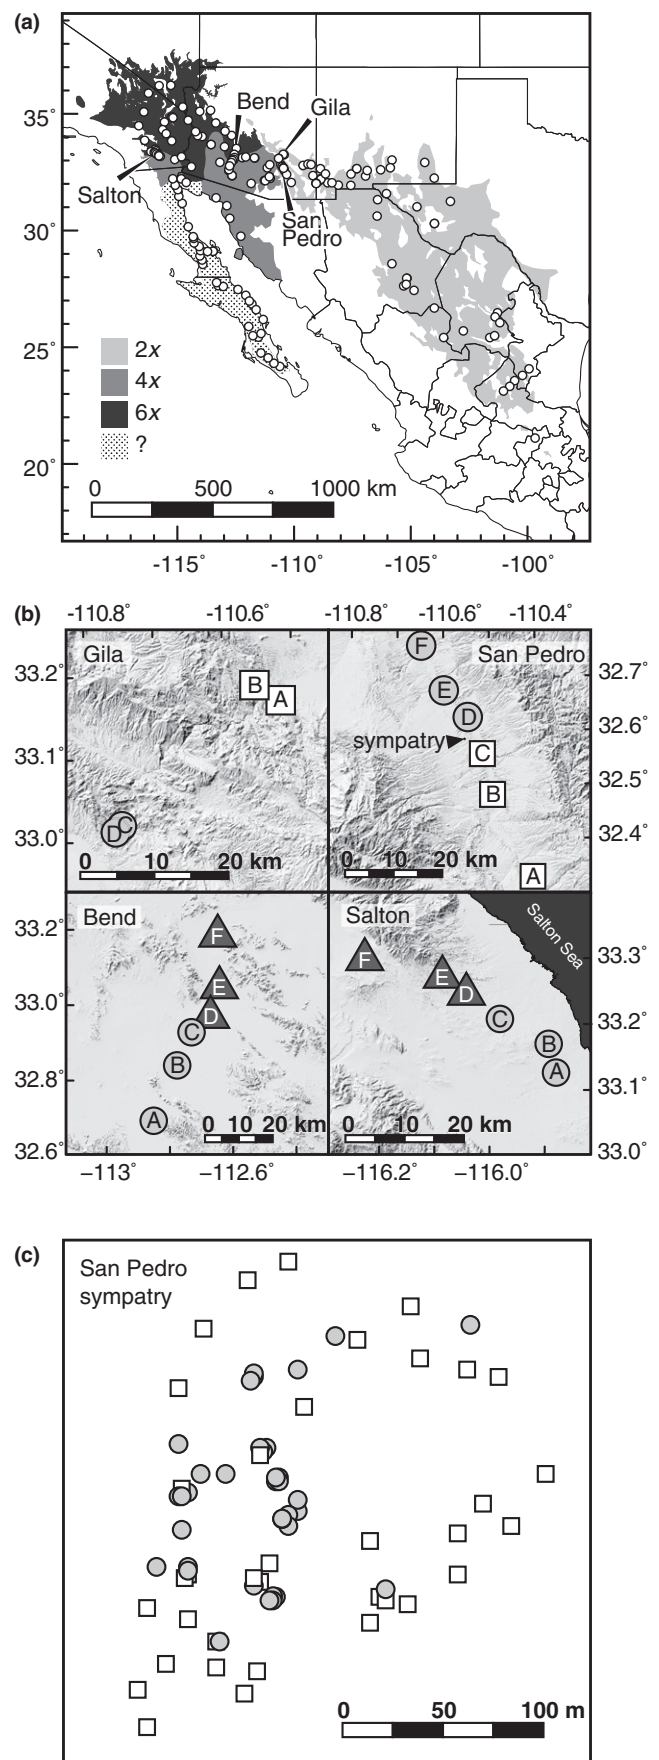 (a)
35°
30°
25°
20°
Bend
Gila
Salton
San
Pedro
2x
4x
6x
?
0 500 1000 km
-115° -110° -105° -100°
(b)
-110.8° -110.6° -110.8° -110.6° -110.4°
Gila
33.2°
33.1°
33.0°
B
A
D
C
0 10 20 km
San Pedro
F
E
D
sympatry
C
B
A
32.7°
32.6°
32.5°
32.4°
0 10 20 km
Bend
33.2°
33.0°
32.8°
32.6°
F
E
D
C
B
A
0 10 20 km
Salton
Salton Sea
F
E
D
C
B
A
33.3°
33.2°
33.1°
33.0°
0 10 20 km
−113° −112.6° −116.2° −116.0°
(c)
San Pedro
sympatry
0 50 100 m